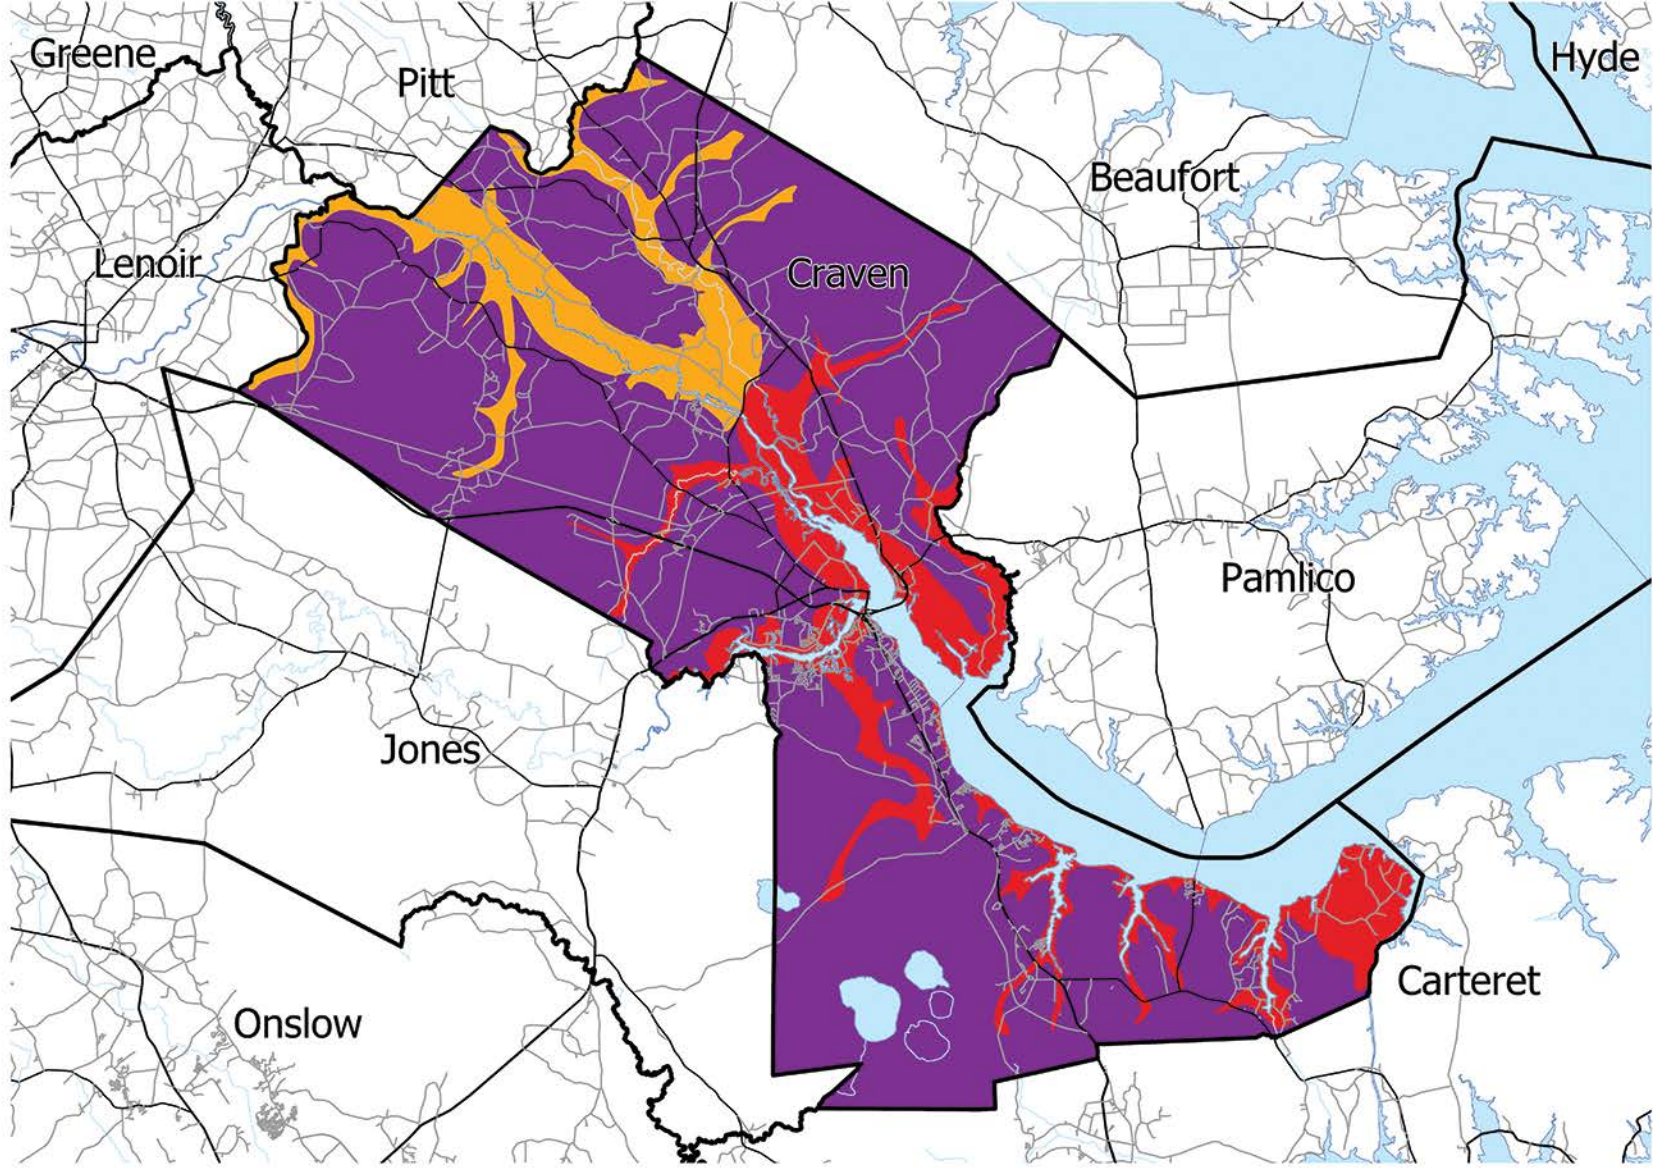 Greene
Pitt
Hyde
Beaufort
Lenoir
Craven
Pamlico
Jones
Carteret
Onslow